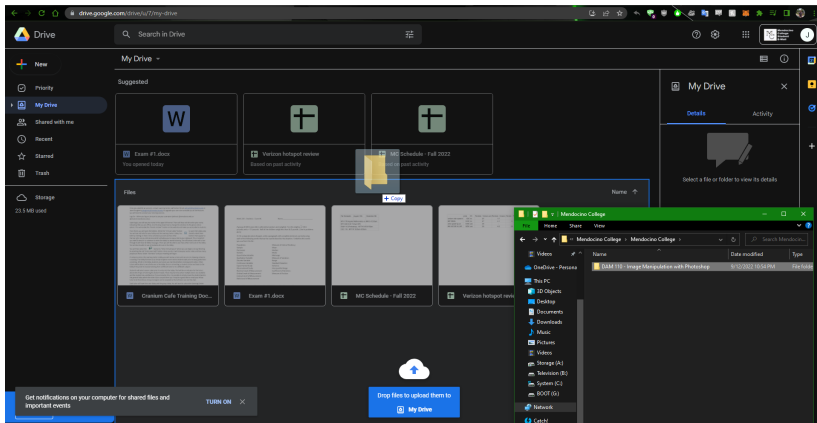 drive.google.com/drive/u/7/my-drive
Drive
Search in Drive
J
New
Priority
My Drive
Shared with me
Recent
Starred
Trash
Storage
23.5 MB used
My Drive
Suggested
W
Exam #1.docx
You opened today
Verizon hotspot review
Based on past activity
MC Schedule - Fall 2022
Based on past activity
+ Copy
Files
Name
Cranium Cafe Training Doc...
Exam #1.docx
MC Schedule - Fall 2022
Verizon hotspot revi
My Drive
Details
Activity
Select a file or folder to view its details
Drop files to upload them to
My Drive
Get notifications on your computer for shared files and
important events
TURN ON
Mendocino College
File
Home
Share
View
« Mendocino College › Mendocino College ›
Search Mendocin...
Name
Date modified
Type
DAM 110 - Image Manipulation with Photoshop
9/12/2022 10:54 PM
File folde
Videos
OneDrive - Persona
This PC
3D Objects
Desktop
Documents
Downloads
Music
Pictures
Videos
Storage (A:)
Television (B:)
System (C:)
BOOT (G:)
Network
Catch!